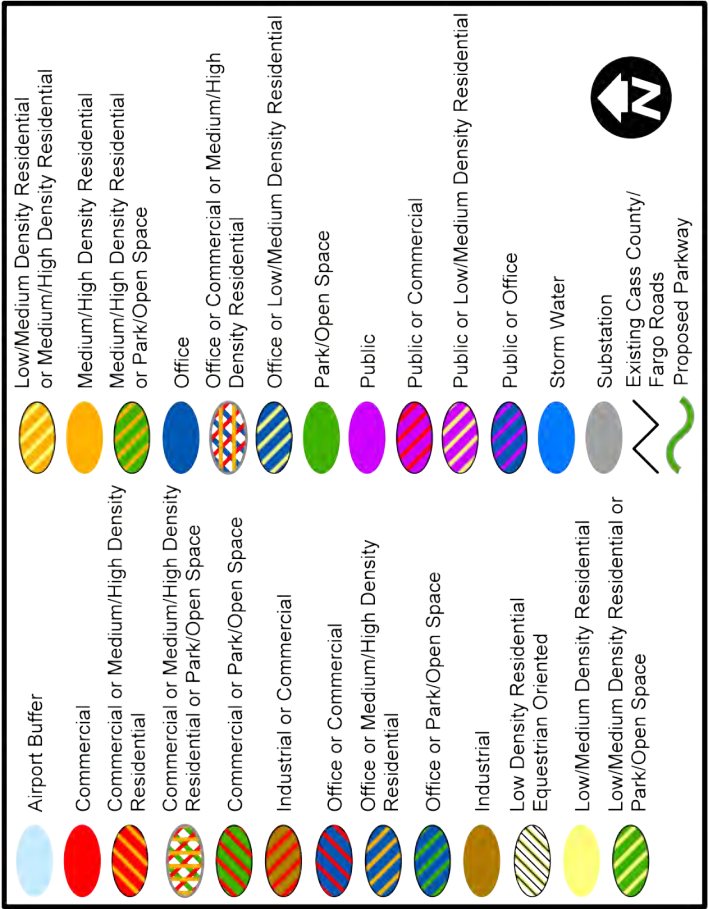 Airport Buffer
Commercial
Commercial or Medium/High Density
Residential
Commercial or Medium/High Density
Residential or Park/Open Space
Commercial or Park/Open Space
Industrial or Commercial
Office or Commercial
Office or Medium/High Density
Residential
Office or Park/Open Space
Industrial
Low Density Residential
Equestrian Oriented
Low/Medium Density Residential
Low/Medium Density Residential or
Park/Open Space
Low/Medium Density Residential
or Medium/High Density Residential
Medium/High Density Residential
Medium/High Density Residential
or Park/Open Space
Office
Office or Commercial or Medium/High
Density Residential
Office or Low/Medium Density Residential
Park/Open Space
Public
Public or Commercial
Public or Low/Medium Density Residential
Public or Office
Storm Water
Substation
Existing Cass County/
Fargo Roads
Proposed Parkway
N